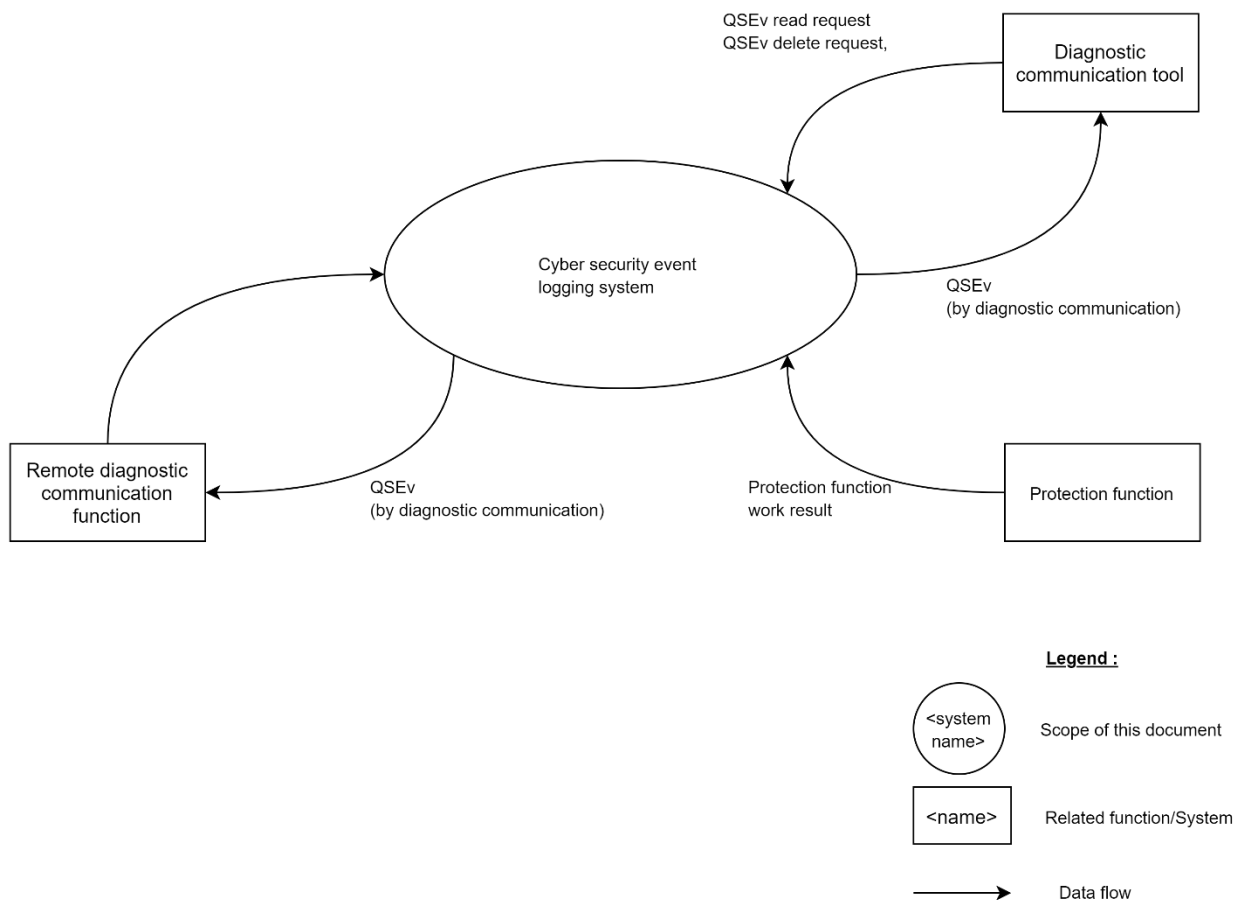 QSEv read request
QSEv delete request,
Diagnostic
communication tool
Cyber security event
logging system
QSEv
(by diagnostic communication)
Remote diagnostic
communication
function
QSEv
(by diagnostic communication)
Protection function
work result
Protection function
Legend :
<system
name>
Scope of this document
<name>
Related function/System
Data flow